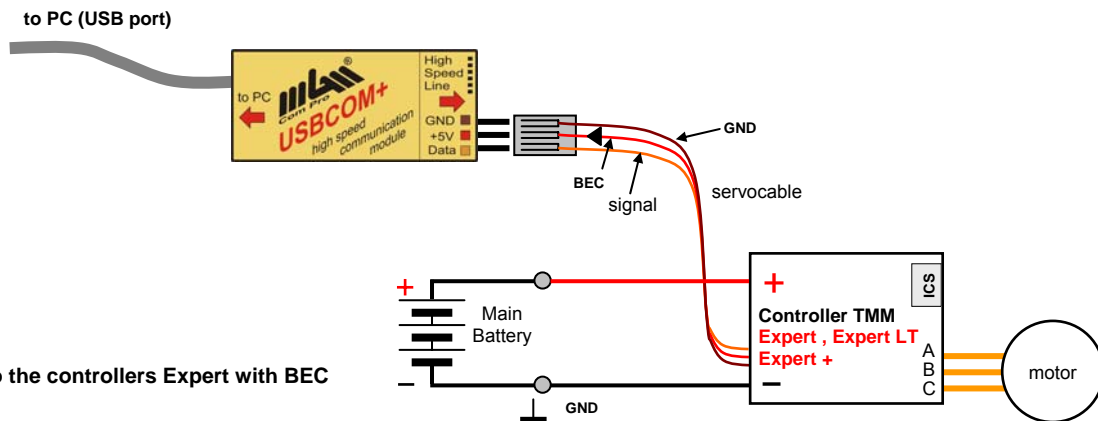 to PC (USB port)
to PC
mgm
®
Com Pro
USBCOM+
high speed
communication
module
High
Speed
Line
GND
+5V
Data
GND
BEC
signal
servocable
+
Main
Battery
–
GND
+
ICS
Controller TMM
Expert , Expert LT
Expert +
–
A
B
C
motor
o the controllers Expert with BEC